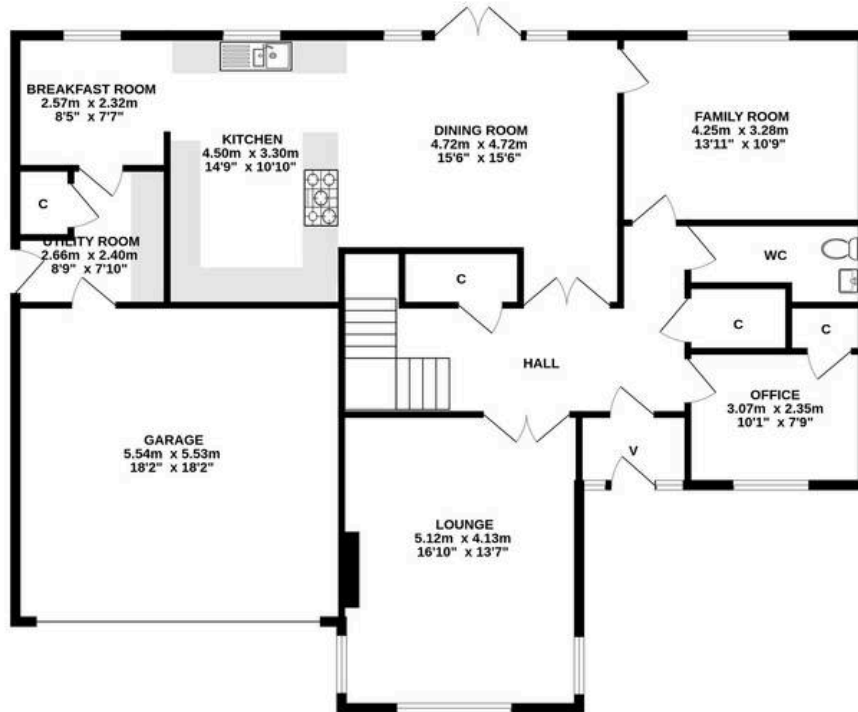 BREAKFAST ROOM
2.57m x 2.32m
8'5" x 7'7"
KITCHEN
4.50m x 3.30m
14'9" x 10'10"
DINING ROOM
4.72m x 4.72m
15'6" x 15'6"
FAMILY ROOM
4.25m x 3.28m
13'11" x 10'9"
C
UTILITY ROOM
2.66m x 2.40m
8'9" x 7'10"
C
WC
C
C
HALL
OFFICE
3.07m x 2.35m
10'1" x 7'9"
GARAGE
5.54m x 5.53m
18'2" x 18'2"
V
LOUNGE
5.12m x 4.13m
16'10" x 13'7"